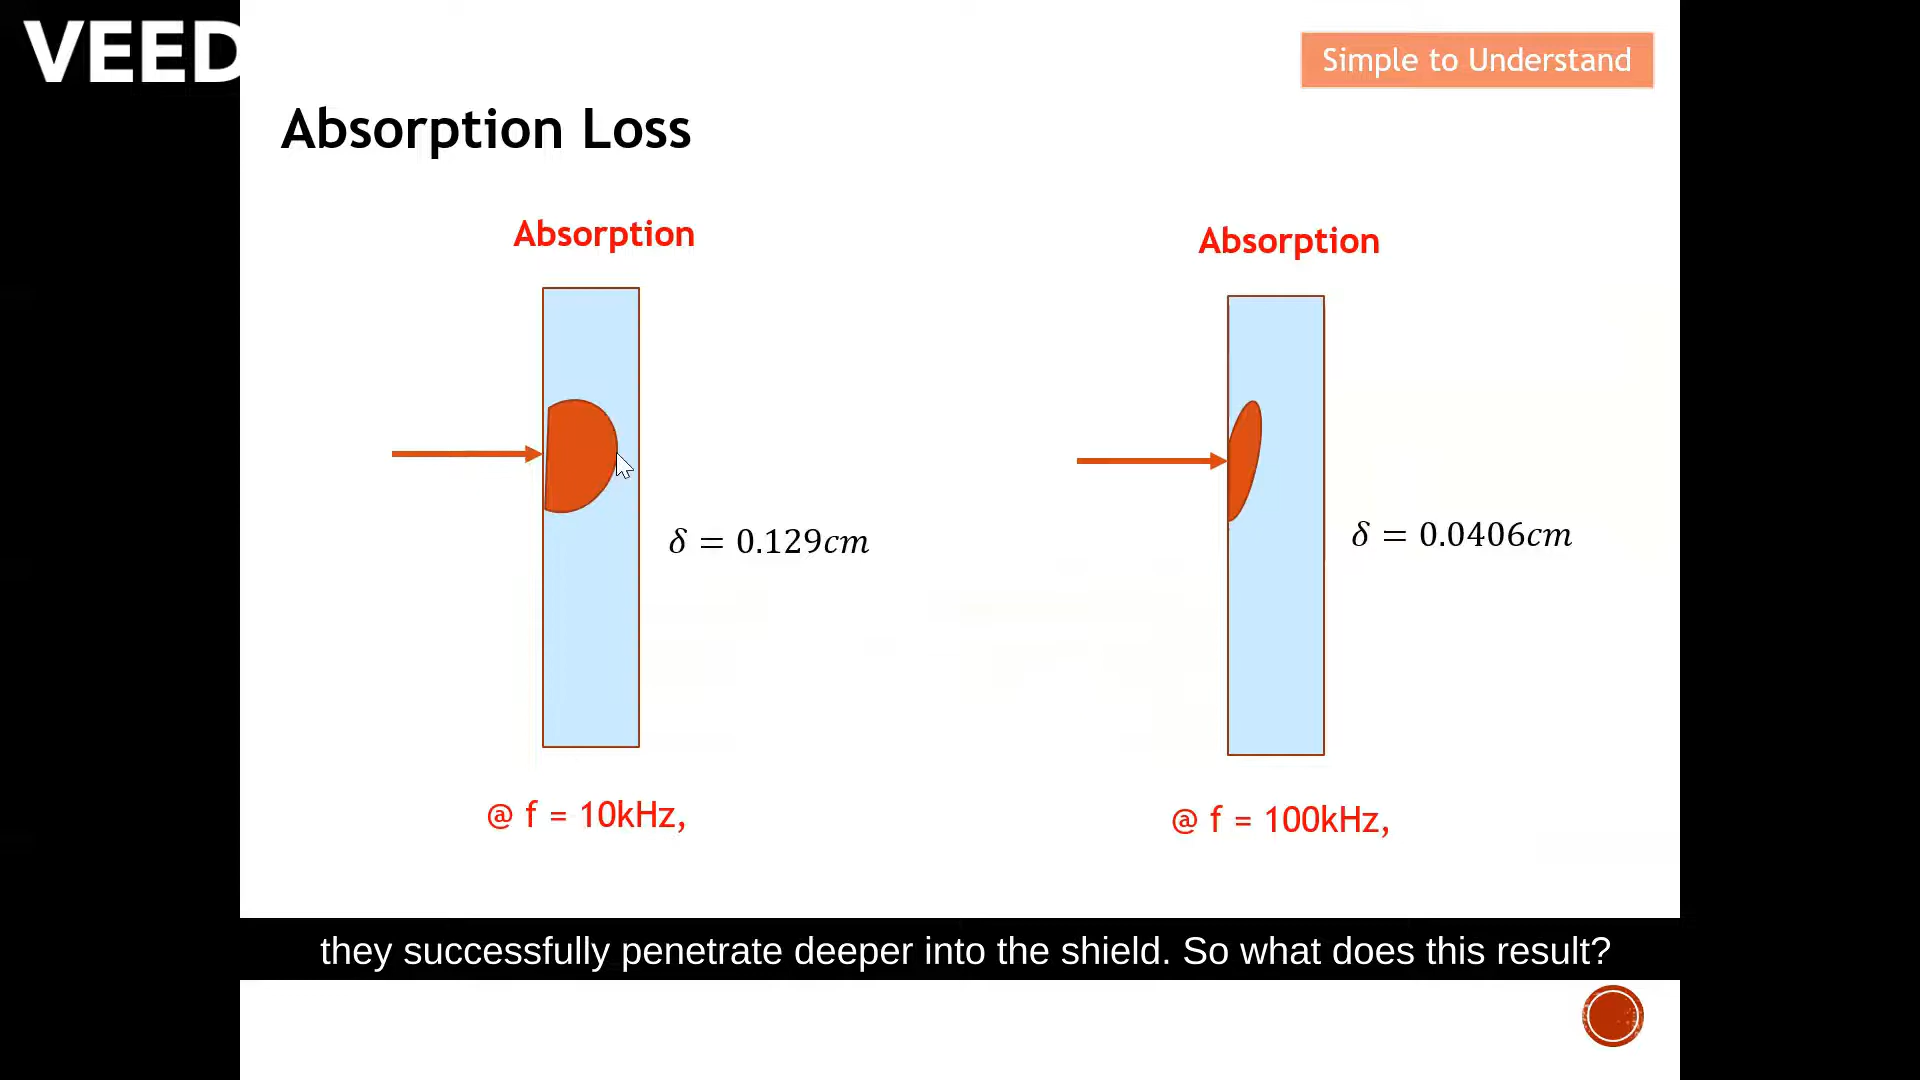 VEED
Simple to Understand
Absorption Loss
Absorption
Absorption
δ = 0.129cm
δ = 0.0406cm
@ f = 10kHz,
@ f = 100kHz,
they successfully penetrate deeper into the shield. So what does this result?